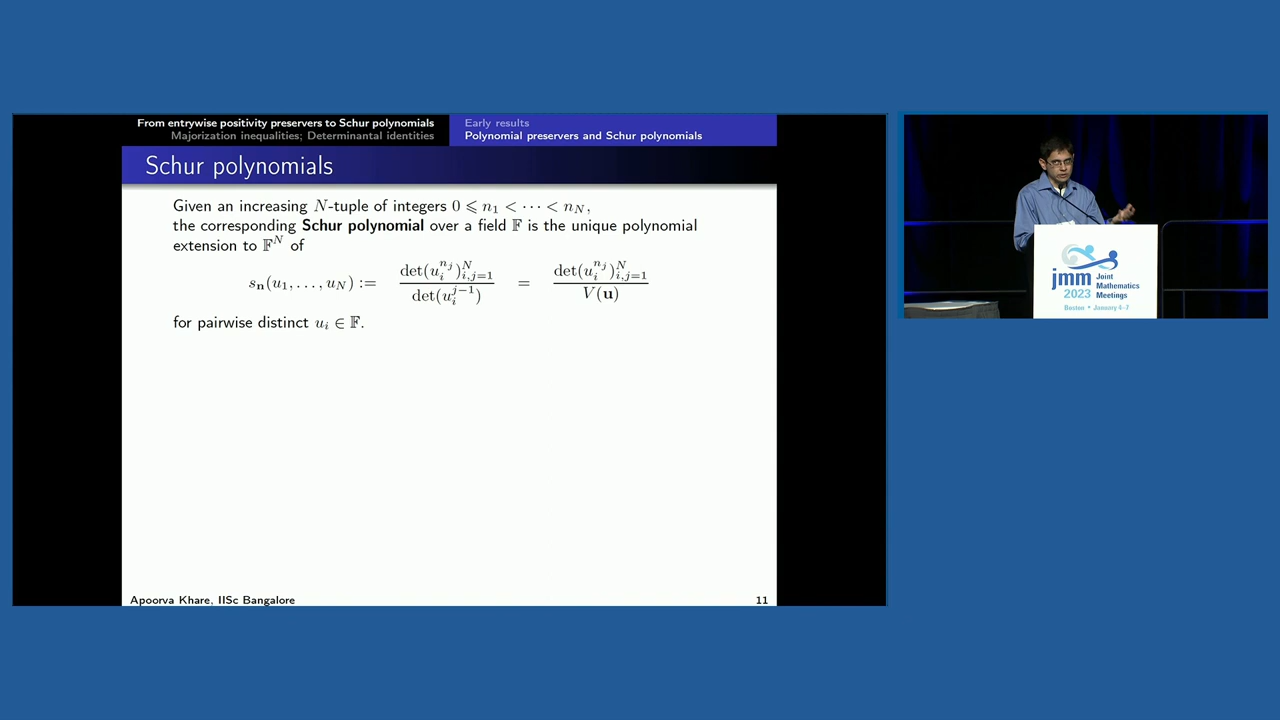 From entrywise positivity preservers to Schur polynomials
Majorization inequalities; Determinantal identities
Early results
Polynomial preservers and Schur polynomials
Schur polynomials
Given an increasing N-tuple of integers 0 ⩽ n₁ < ⋯ < n_N,
the corresponding Schur polynomial over a field 𝔽 is the unique polynomial
extension to 𝔽^N of
s_𝐧(u₁, …, u_N) := det(u_i^{n_j})_{i,j=1}^N / det(u_i^{j−1}) = det(u_i^{n_j})_{i,j=1}^N / V(𝐮)
for pairwise distinct u_i ∈ 𝔽.
Apoorva Khare, IISc Bangalore
11
jmm
2023
Joint
Mathematics
Meetings
Boston • January 4-7